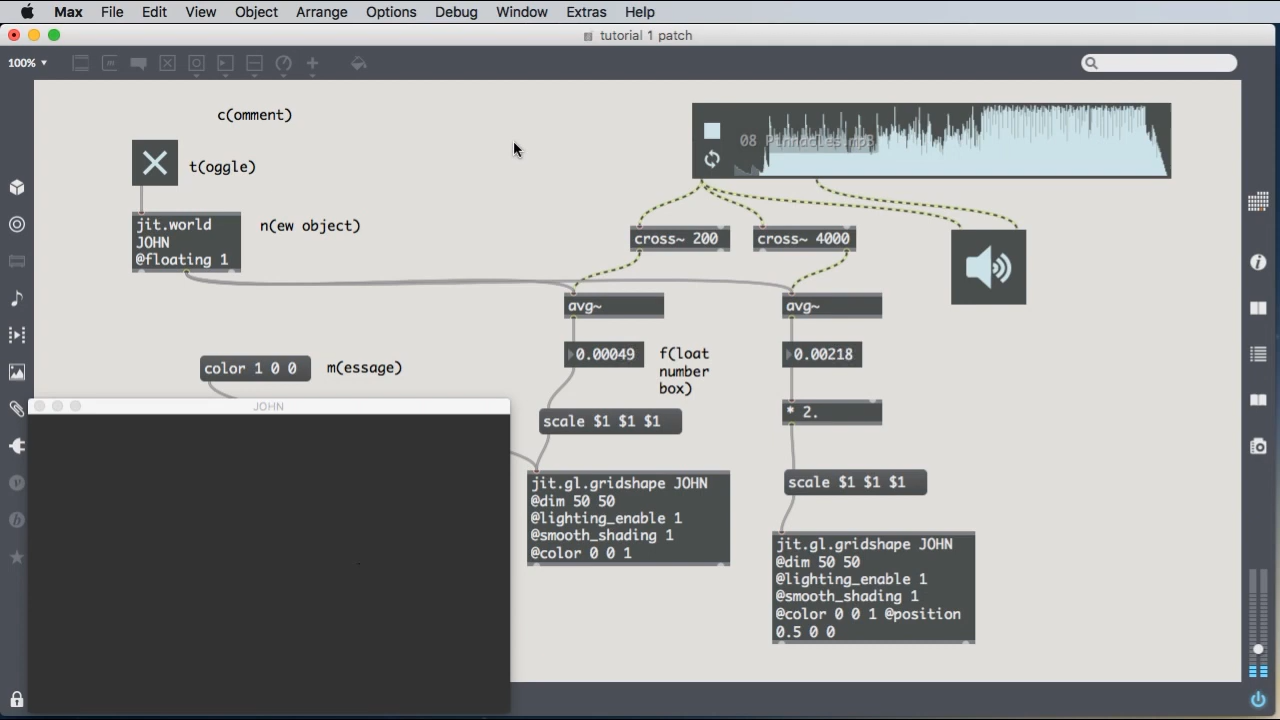 Max File Edit View Object Arrange Options Debug Window Extras Help
tutorial 1 patch
100%
c(omment)
t(oggle)
08 Pinnacles.mp3
jit.world
JOHN
@floating 1
n(ew object)
cross~ 200
cross~ 4000
avg~
avg~
0.00049
f(loat
number
box)
0.00218
color 1 0 0
m(essage)
* 2.
JOHN
scale $1 $1 $1
scale $1 $1 $1
jit.gl.gridshape JOHN
@dim 50 50
@lighting_enable 1
@smooth_shading 1
@color 0 0 1
jit.gl.gridshape JOHN
@dim 50 50
@lighting_enable 1
@smooth_shading 1
@color 0 0 1 @position
0.5 0 0